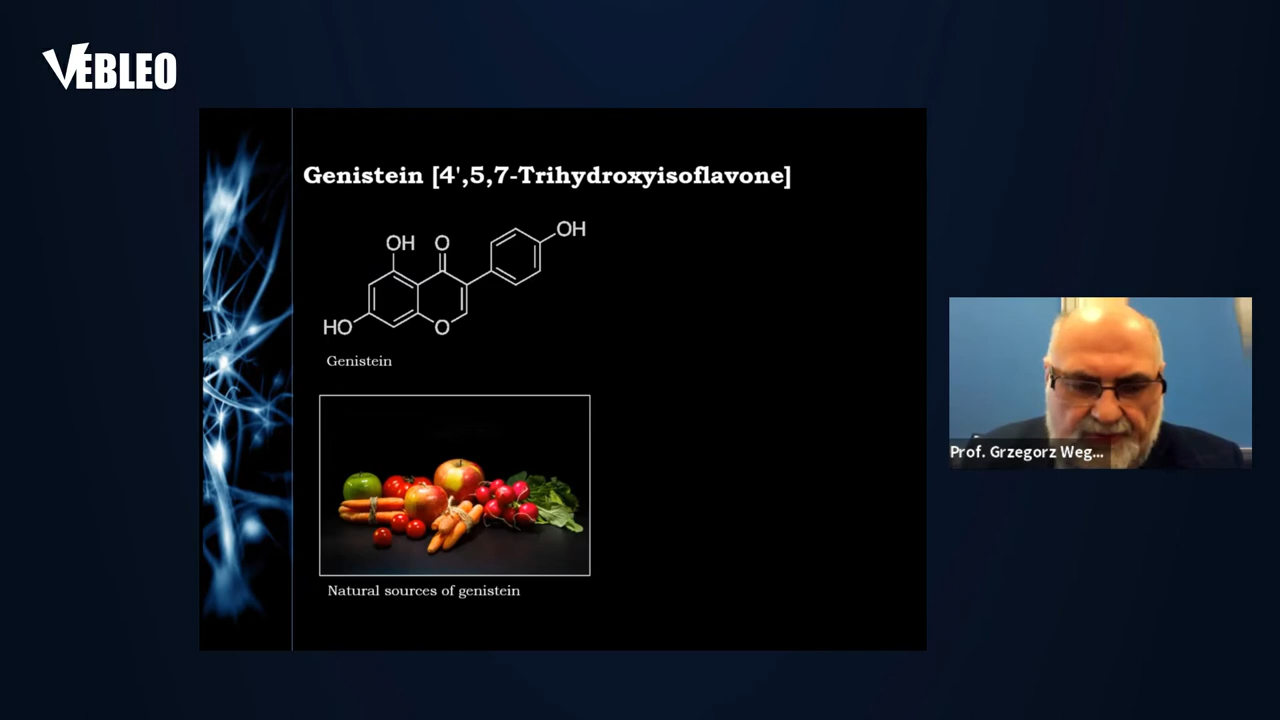 VEBLEO
Genistein [4',5,7-Trihydroxyisoflavone]
OH
O
OH
HO
O
Genistein
Natural sources of genistein
Prof. Grzegorz Weg...